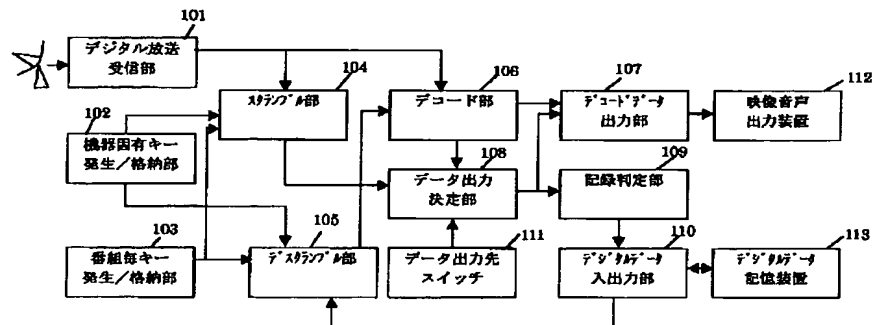 101
デジタル放送
受信部
104
スタランブル部
106
デコード部
107
デコードデータ
出力部
112
映像音声
出力装置
102
機器固有キー
発生/格納部
108
データ出力
決定部
109
記録判定部
103
番組毎キー
発生/格納部
105
デスタランブル部
111
データ出力先
スイッチ
110
デジタルデータ
入出力部
113
デジタルデータ
記憶装置